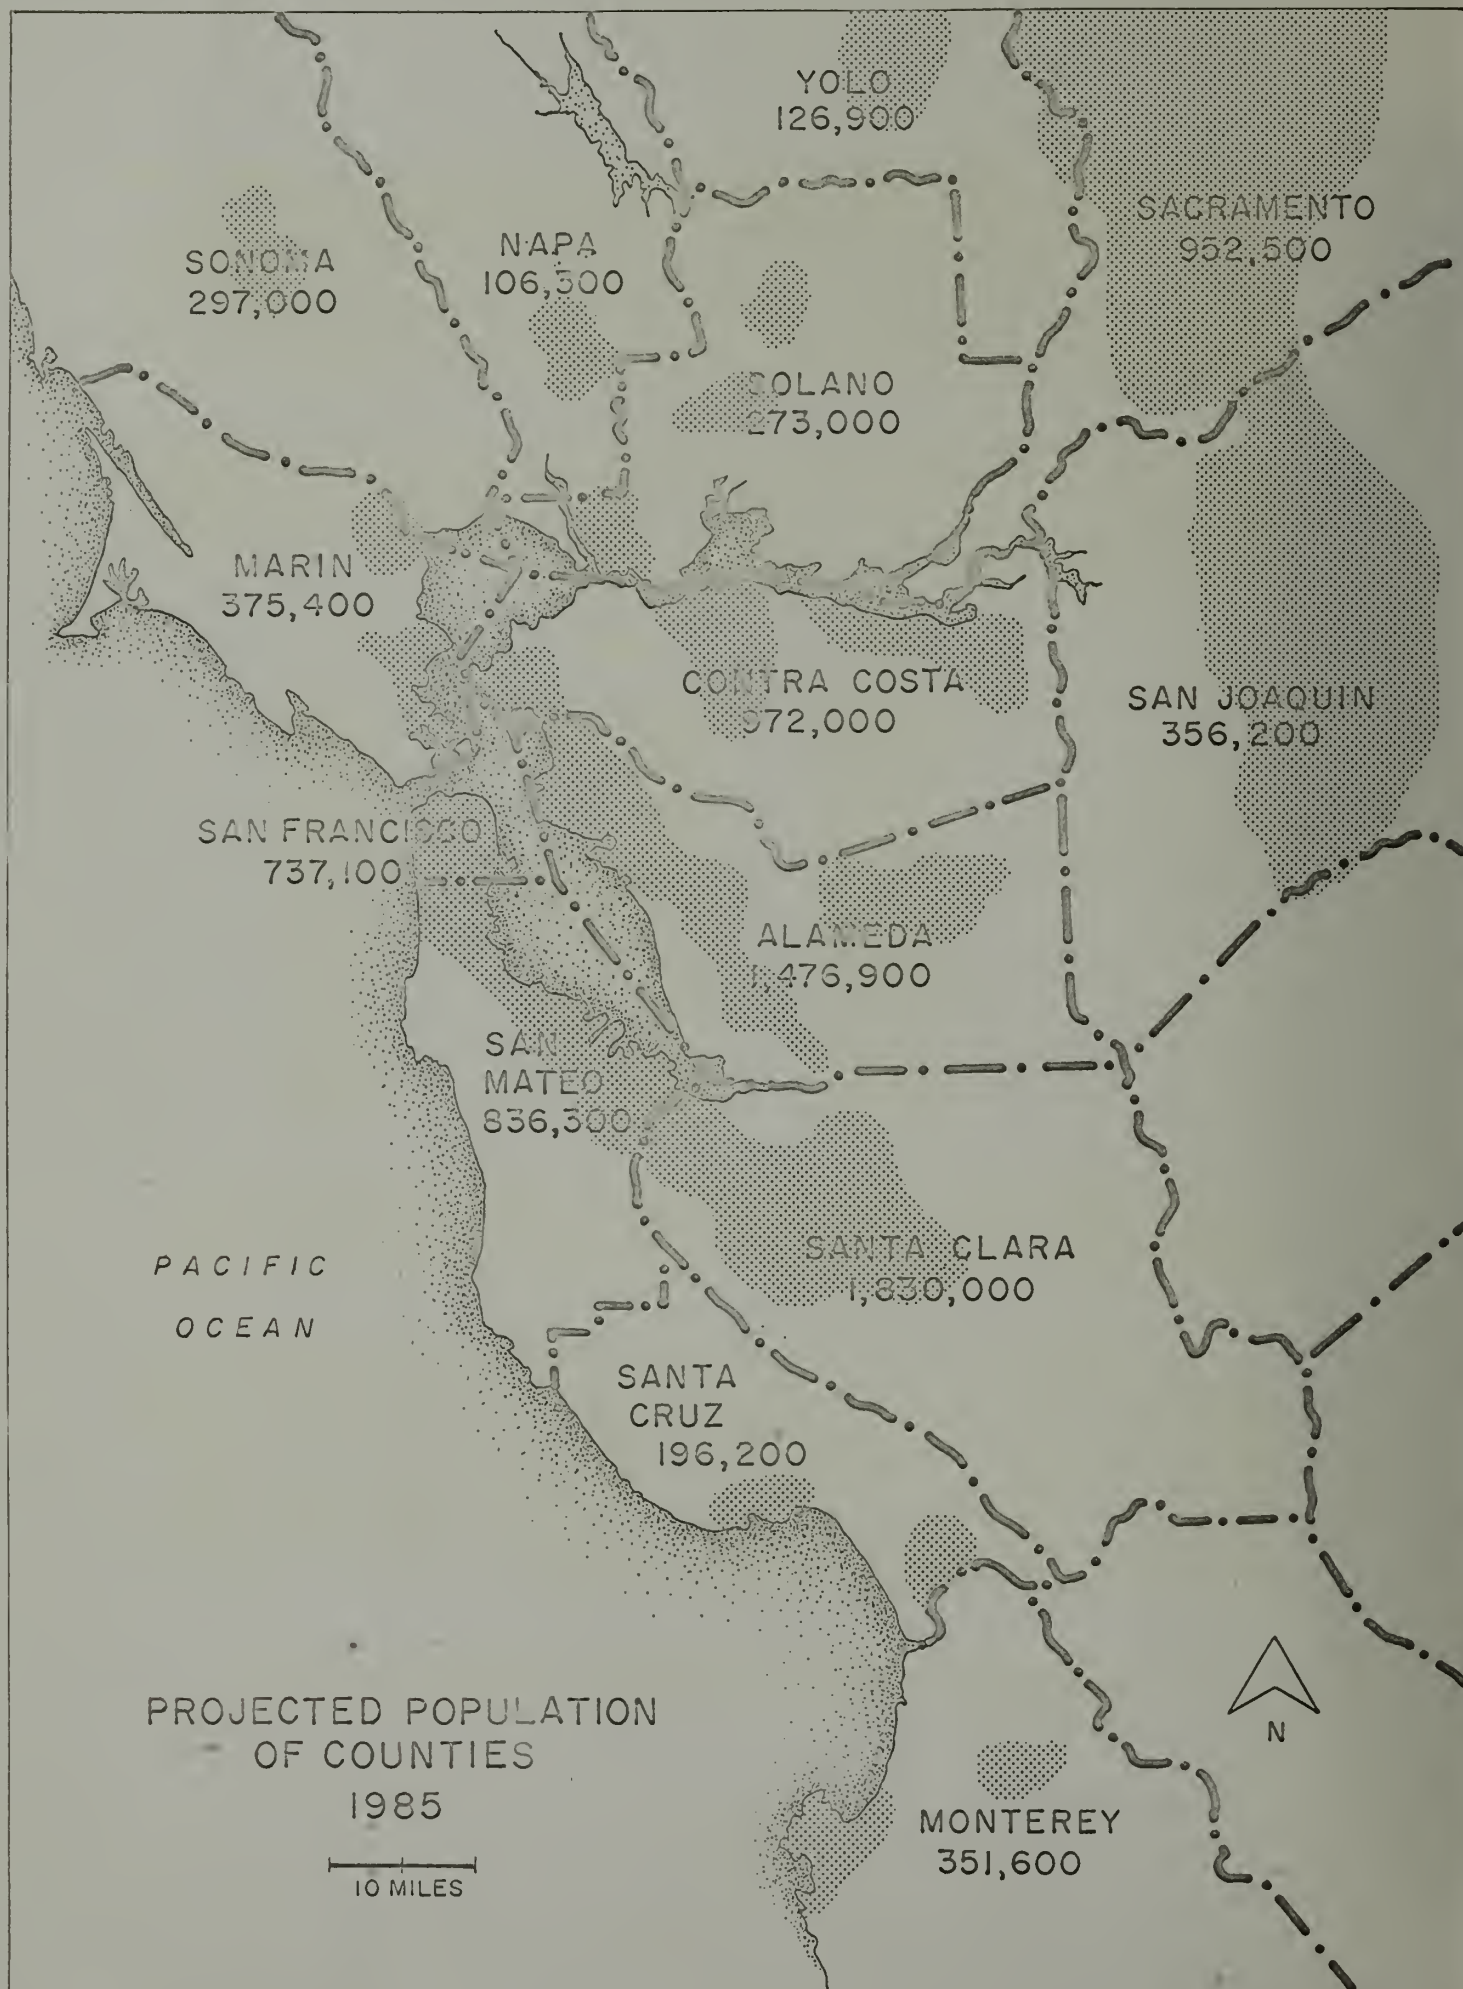 YOLO
126,900
SACRAMENTO
952,500
NAPA
106,300
SONOMA
297,000
SOLANO
273,000
MARIN
375,400
CONTRA COSTA
972,000
SAN JOAQUIN
356,200
SAN FRANCISCO
737,100
ALAMEDA
1,476,900
SAN
MATEO
836,300
SANTA CLARA
1,830,000
PACIFIC
OCEAN
SANTA
CRUZ
196,200
PROJECTED POPULATION
OF COUNTIES
1985
10 MILES
N
MONTEREY
351,600